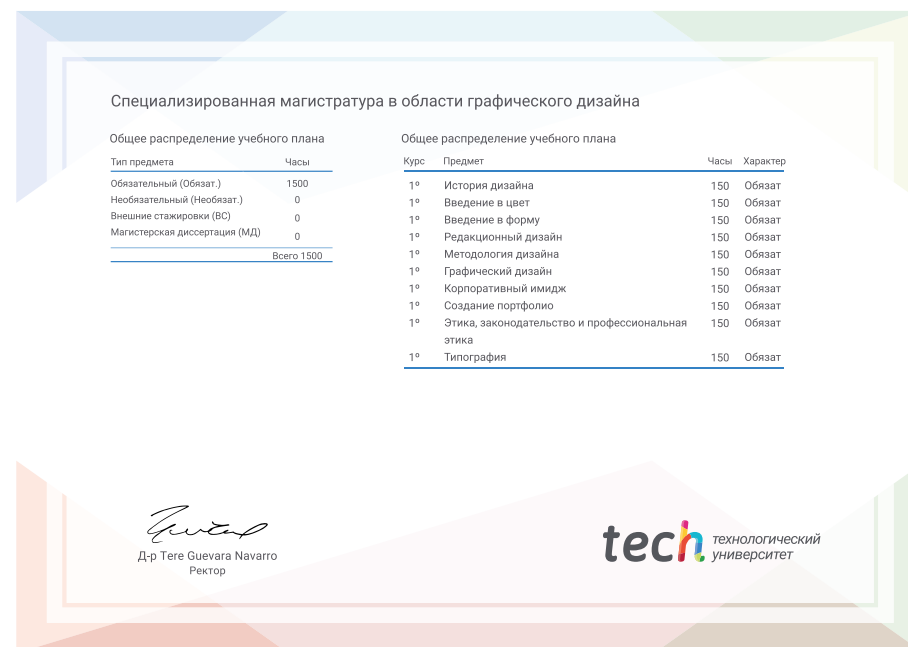 Специализированная магистратура в области графического дизайна
Общее распределение учебного плана
Тип предмета Часы
Обязательный (Обязат.) 1500
Необязательный (Необязат.) 0
Внешние стажировки (ВС) 0
Магистерская диссертация (МД) 0
Всего 1500
Общее распределение учебного плана
Курс Предмет Часы Характер
1º История дизайна 150 Обязат
1º Введение в цвет 150 Обязат
1º Введение в форму 150 Обязат
1º Редакционный дизайн 150 Обязат
1º Методология дизайна 150 Обязат
1º Графический дизайн 150 Обязат
1º Корпоративный имидж 150 Обязат
1º Создание портфолио 150 Обязат
1º Этика, законодательство и профессиональная 150 Обязат
этика
1º Типография 150 Обязат
Д-р Tere Guevara Navarro
Ректор
tech технологический
университет